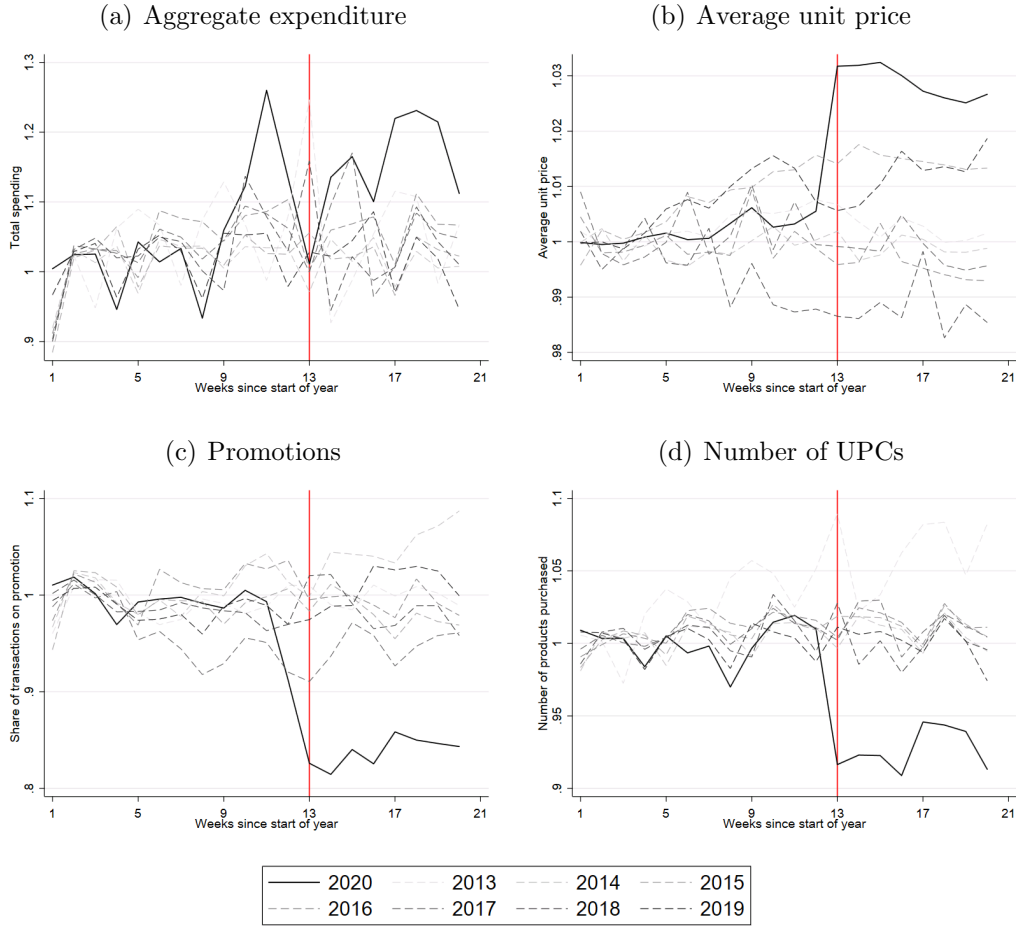 (a) Aggregate expenditure
Total spending
1.3
1.2
1.1
1
.9
1 5 9 13 17 21
Weeks since start of year
(b) Average unit price
Average unit price
1.03
1.02
1.01
1
.99
.98
1 5 9 13 17 21
Weeks since start of year
(c) Promotions
Share of transactions on promotion
1.1
1
.9
.8
1 5 9 13 17 21
Weeks since start of year
(d) Number of UPCs
Number of products purchased
1.1
1.05
1
.95
.9
1 5 9 13 17 21
Weeks since start of year
2020 2013 2014 2015
2016 2017 2018 2019